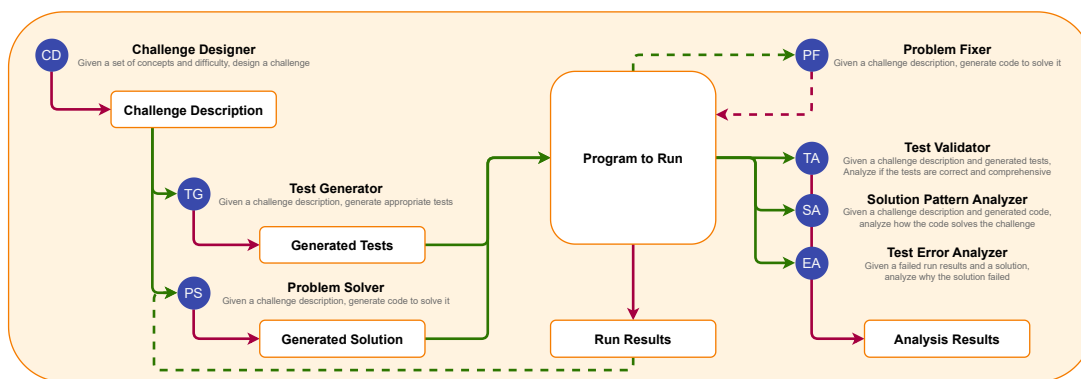 CD
Challenge Designer
Given a set of concepts and difficulty, design a challenge
Challenge Description
TG
Test Generator
Given a challenge description, generate appropriate tests
Generated Tests
PS
Problem Solver
Given a challenge description, generate code to solve it
Generated Solution
Program to Run
Run Results
PF
Problem Fixer
Given a challenge description, generate code to solve it
TA
Test Validator
Given a challenge description and generated tests,
Analyze if the tests are correct and comprehensive
SA
Solution Pattern Analyzer
Given a challenge description and generated code,
analyze how the code solves the challenge
EA
Test Error Analyzer
Given a failed run results and a solution,
analyze why the solution failed
Analysis Results